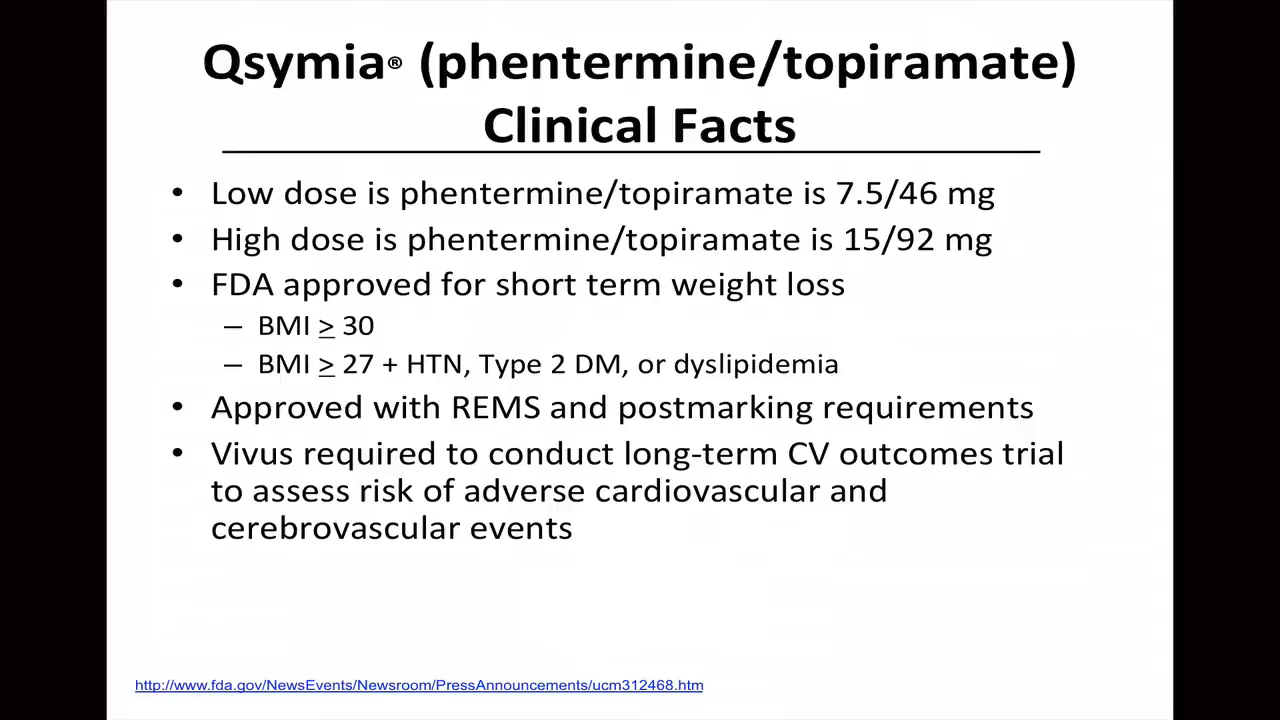 Qsymia® (phentermine/topiramate)
Clinical Facts
• Low dose is phentermine/topiramate is 7.5/46 mg
• High dose is phentermine/topiramate is 15/92 mg
• FDA approved for short term weight loss
– BMI ≥ 30
– BMI ≥ 27 + HTN, Type 2 DM, or dyslipidemia
• Approved with REMS and postmarking requirements
• Vivus required to conduct long-term CV outcomes trial
to assess risk of adverse cardiovascular and
cerebrovascular events
http://www.fda.gov/NewsEvents/Newsroom/PressAnnouncements/ucm312468.htm